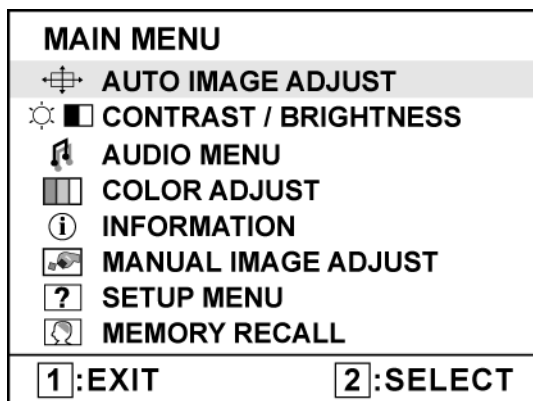 MAIN MENU
AUTO IMAGE ADJUST
CONTRAST / BRIGHTNESS
AUDIO MENU
COLOR ADJUST
i INFORMATION
MANUAL IMAGE ADJUST
? SETUP MENU
MEMORY RECALL
1:EXIT 2:SELECT